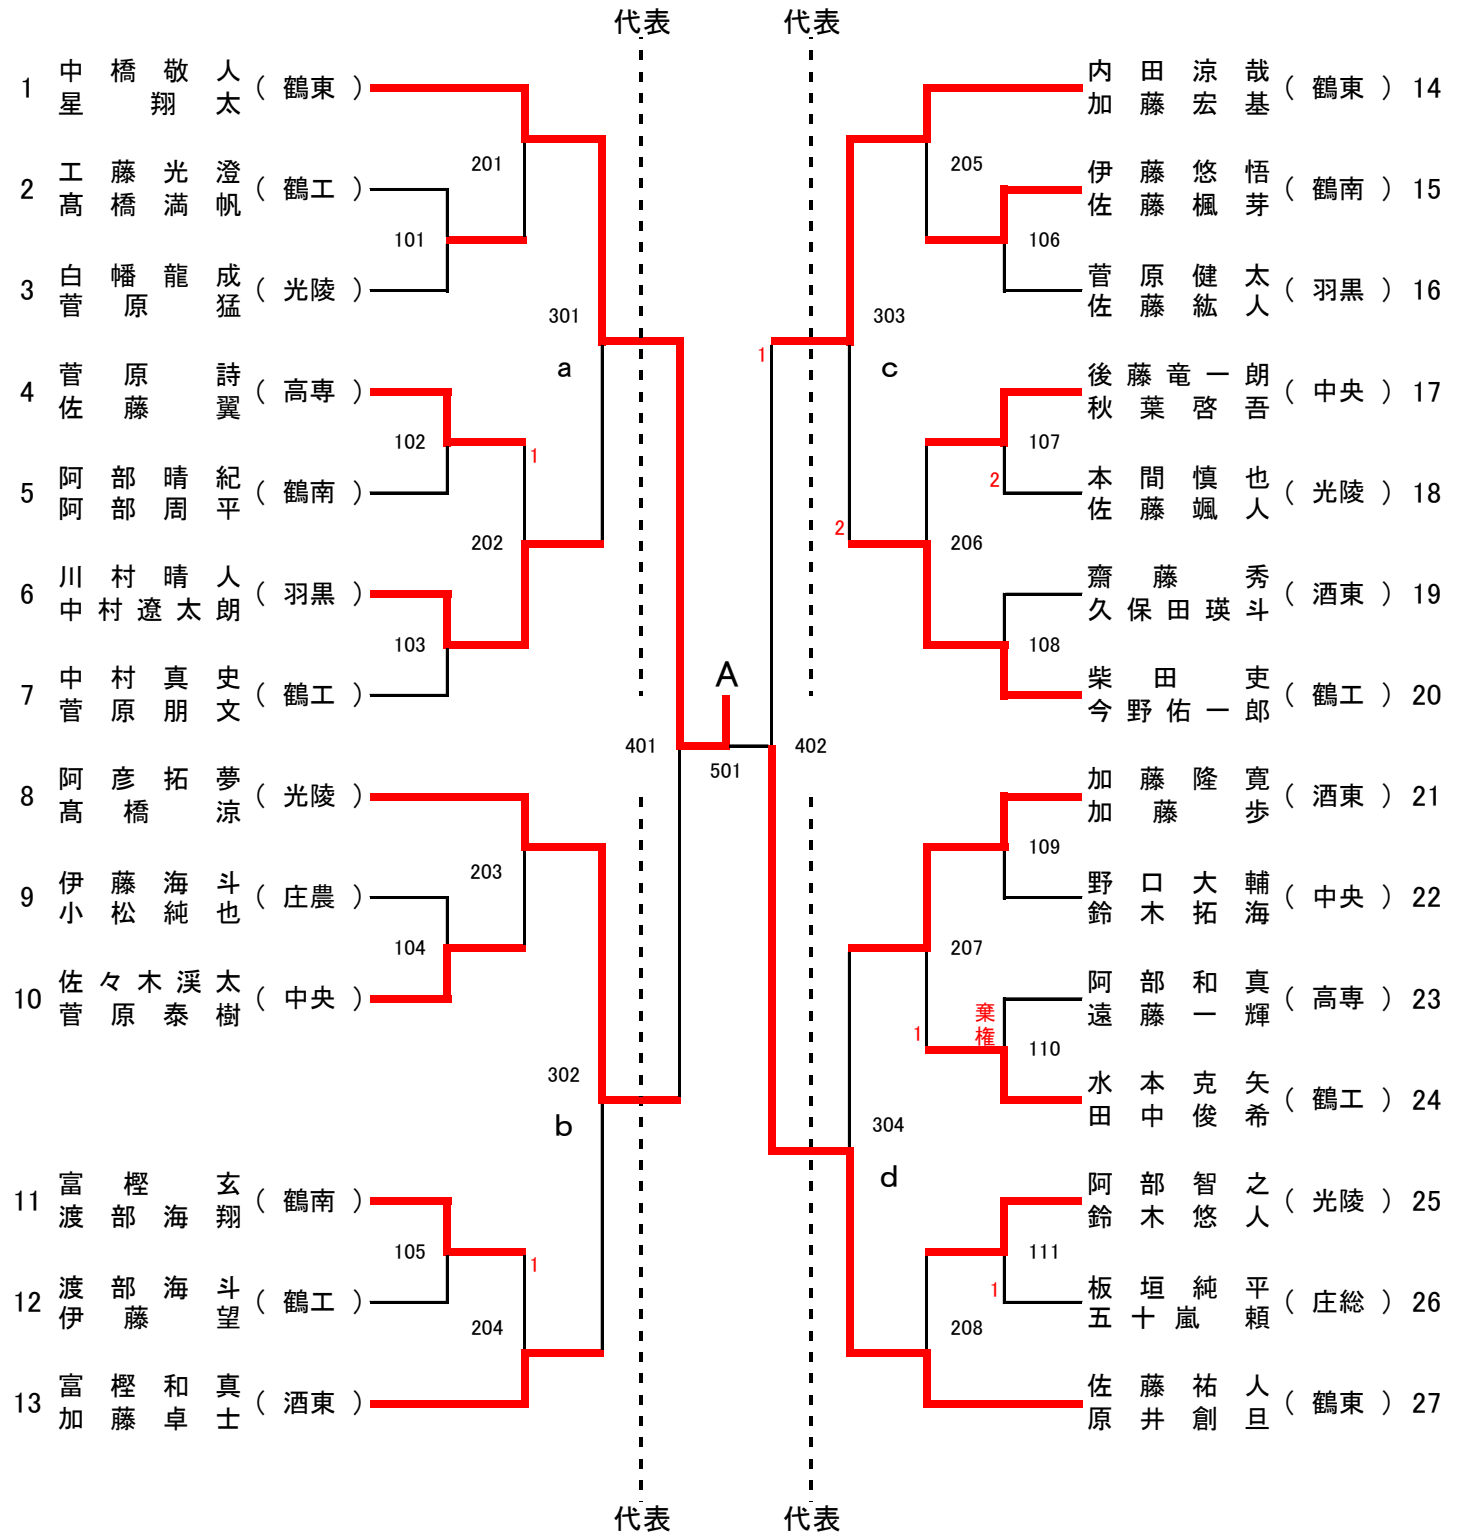 代表 代表
1 中橋敬人 星翔太 (鶴東)
201
2 工藤光澄 髙橋満帆 (鶴工)
101
3 白幡龍成 菅原猛 (光陵)
301
a
4 菅原詩 佐藤翼 (高専)
102
1
5 阿部晴紀 阿部周平 (鶴南)
202
6 川村晴人 中村遼太朗 (羽黒)
103
7 中村真史 菅原朋文 (鶴工)
401
8 阿彦拓夢 髙橋涼 (光陵)
203
9 伊藤海斗 小松純也 (庄農)
104
10 佐々木渓太 菅原泰樹 (中央)
302
b
11 富樫玄 渡部海翔 (鶴南)
105
1
12 渡部海斗 伊藤望 (鶴工)
204
13 富樫和真 加藤卓士 (酒東)
A
501
内田涼哉 加藤宏基 (鶴東) 14
205
伊藤悠悟 佐藤楓芽 (鶴南) 15
106
菅原健太 佐藤紘人 (羽黒) 16
303
1
c
後藤竜一朗 秋葉啓吾 (中央) 17
107
2
本間慎也 佐藤颯人 (光陵) 18
2
206
齋藤秀 久保田瑛斗 (酒東) 19
108
柴田吏 今野佑一郎 (鶴工) 20
402
加藤隆寛 加藤歩 (酒東) 21
109
野口大輔 鈴木拓海 (中央) 22
207
阿部和真 遠藤一輝 (高専) 23
棄権
1
110
水本克矢 田中俊希 (鶴工) 24
304
d
阿部智之 鈴木悠人 (光陵) 25
111
1
板垣純平 五十嵐頼 (庄総) 26
208
佐藤祐人 原井創旦 (鶴東) 27
代表 代表